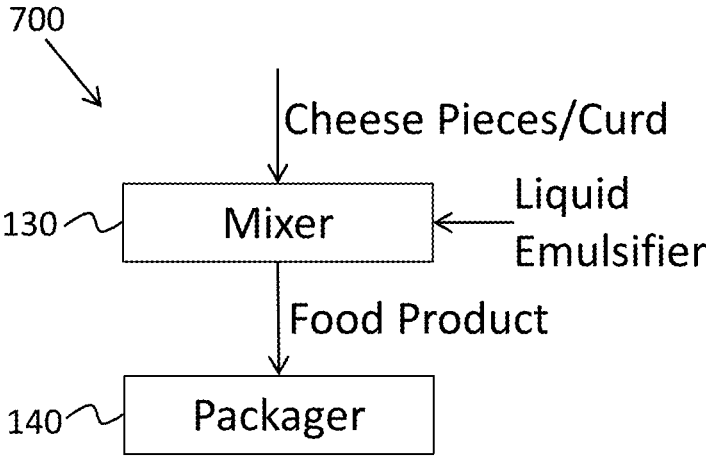 700
Cheese Pieces/Curd
130
Mixer
Liquid
Emulsifier
Food Product
140
Packager